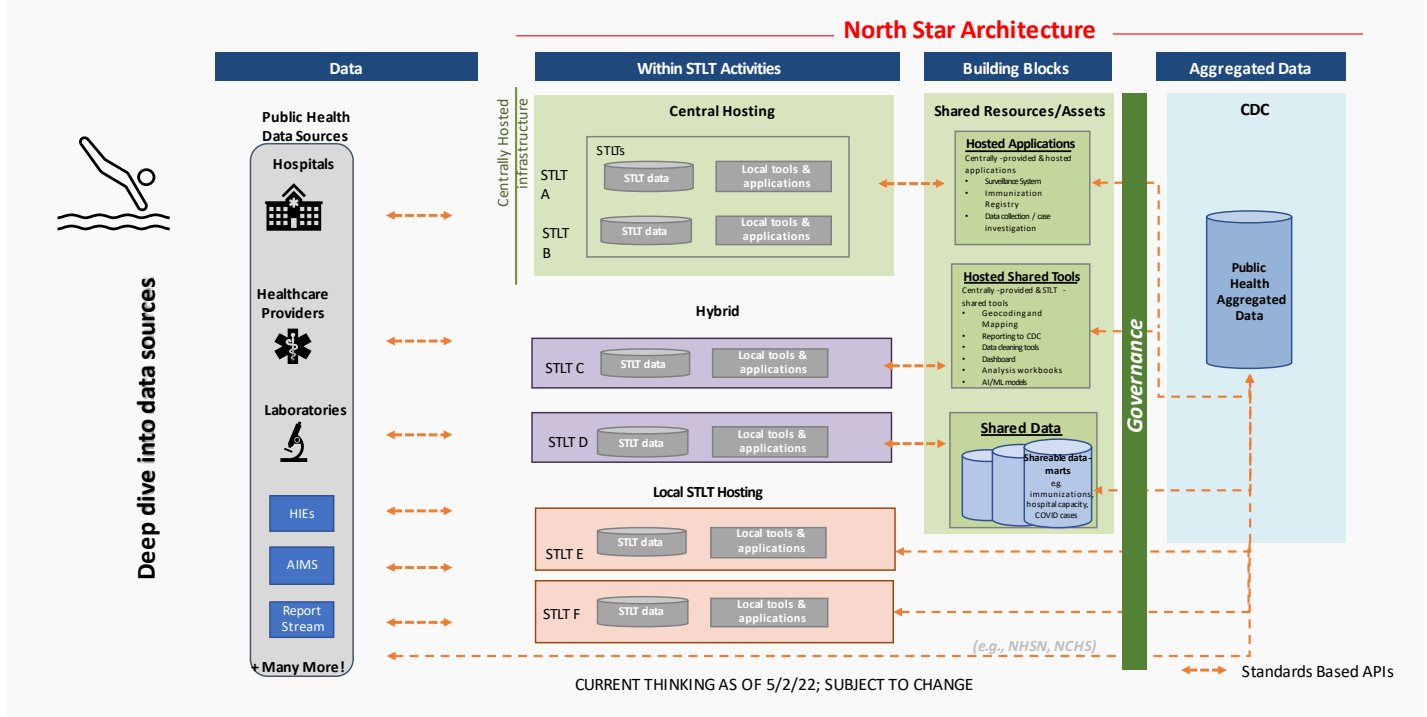 North Star Architecture
Data
Within STLT Activities
Building Blocks
Aggregated Data
Deep dive into data sources
Public Health
Data Sources
Hospitals
Healthcare
Providers
Laboratories
HIEs
AIMS
Report
Stream
+ Many More!
Centrally Hosted
infrastructure
Central Hosting
STLTs
STLT
A
STLT data
Local tools &
applications
STLT
B
STLT data
Local tools &
applications
Hybrid
STLT C
STLT data
Local tools &
applications
STLT D
STLT data
Local tools &
applications
Local STLT Hosting
STLT E
STLT data
Local tools &
applications
STLT F
STLT data
Local tools &
applications
Shared Resources/Assets
Hosted Applications
Centrally -provided & hosted
applications
• Surveillance System
• Immunization
Registry
• Data collection / case
investigation
Hosted Shared Tools
Centrally -provided & STLT -
shared tools
• Geocoding and
Mapping
• Reporting to CDC
• Data cleaning tools
• Dashboard
• Analysis workbooks
• AI/ML models
Shared Data
Shareable data -
marts
e.g.
immunizations,
hospital capacity,
COVID cases
Governance
CDC
Public
Health
Aggregated
Data
(e.g., NHSN, NCHS)
Standards Based APIs
CURRENT THINKING AS OF 5/2/22; SUBJECT TO CHANGE